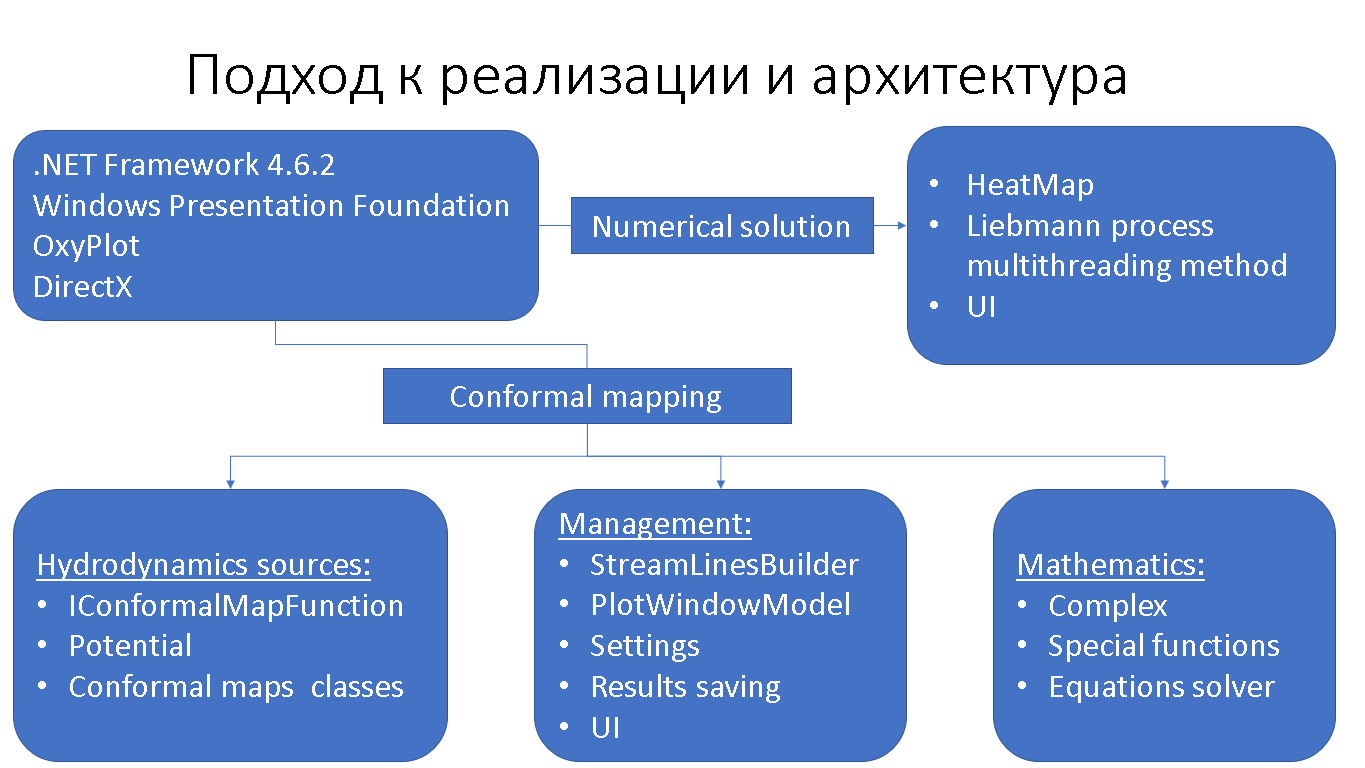 Подход к реализации и архитектура
.NET Framework 4.6.2
Windows Presentation Foundation
OxyPlot
DirectX
Numerical solution
• HeatMap
• Liebmann process
multithreading method
• UI
Conformal mapping
Hydrodynamics sources:
• IConformalMapFunction
• Potential
• Conformal maps  classes
Management:
• StreamLinesBuilder
• PlotWindowModel
• Settings
• Results saving
• UI
Mathematics:
• Complex
• Special functions
• Equations solver